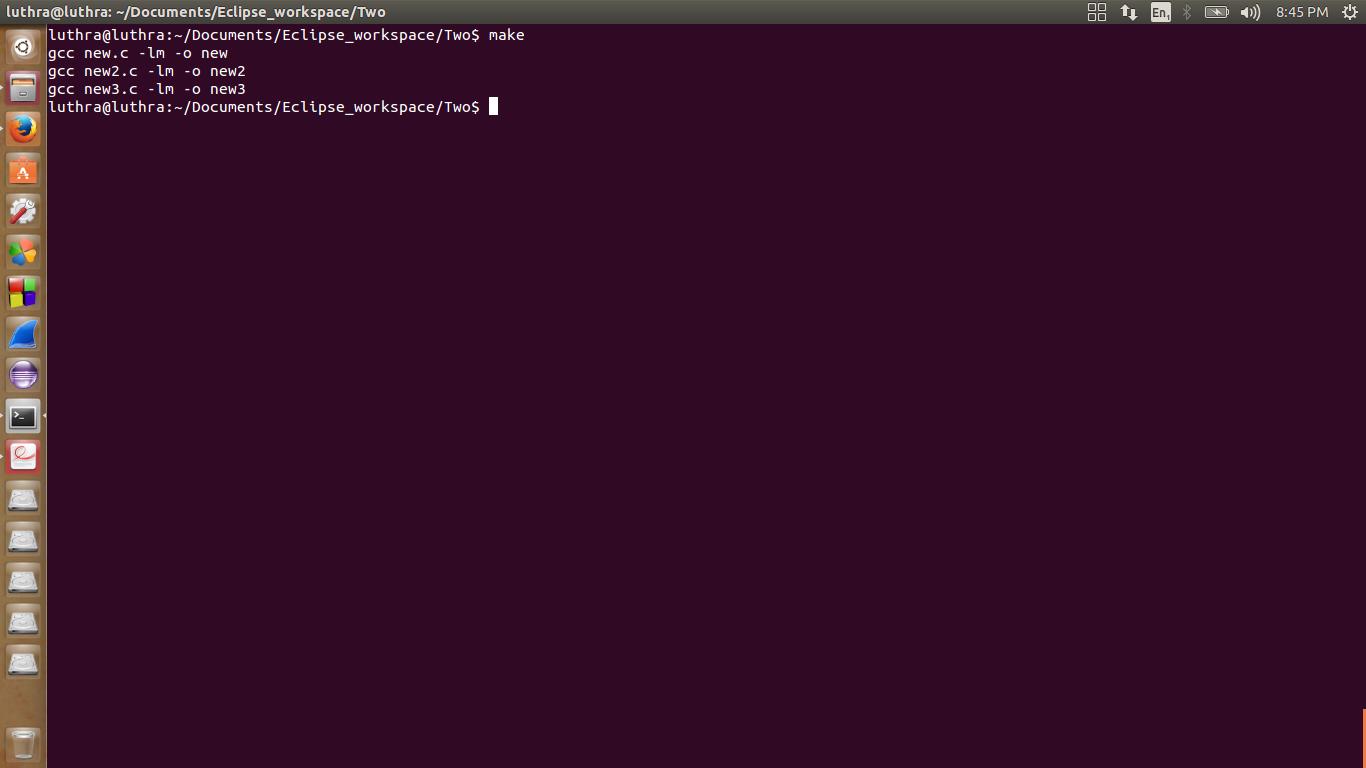 luthra@luthra: ~/Documents/Eclipse_workspace/Two
En1
8:45 PM
luthra@luthra:~/Documents/Eclipse_workspace/Two$ make
gcc new.c -lm -o new
gcc new2.c -lm -o new2
gcc new3.c -lm -o new3
luthra@luthra:~/Documents/Eclipse_workspace/Two$